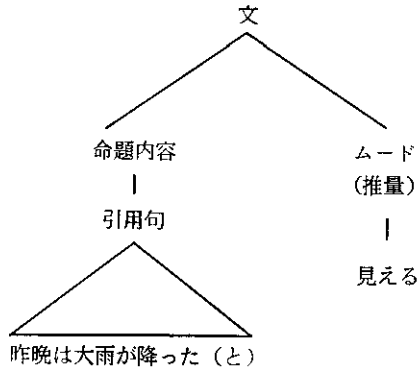 文
命題内容
ムード
(推量)
引用句
見える
昨晩は大雨が降った(と)